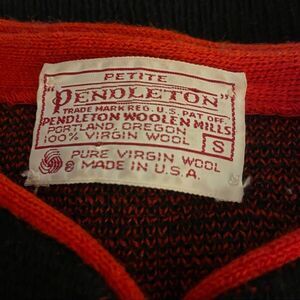 PETITE
"PENDLETON"
TRADE MARK REG. U.S. PAT. OFF.
PENDLETON WOOLEN MILLS
PORTLAND, OREGON
100% VIRGIN WOOL
S
PURE VIRGIN WOOL
® MADE IN U.S.A.